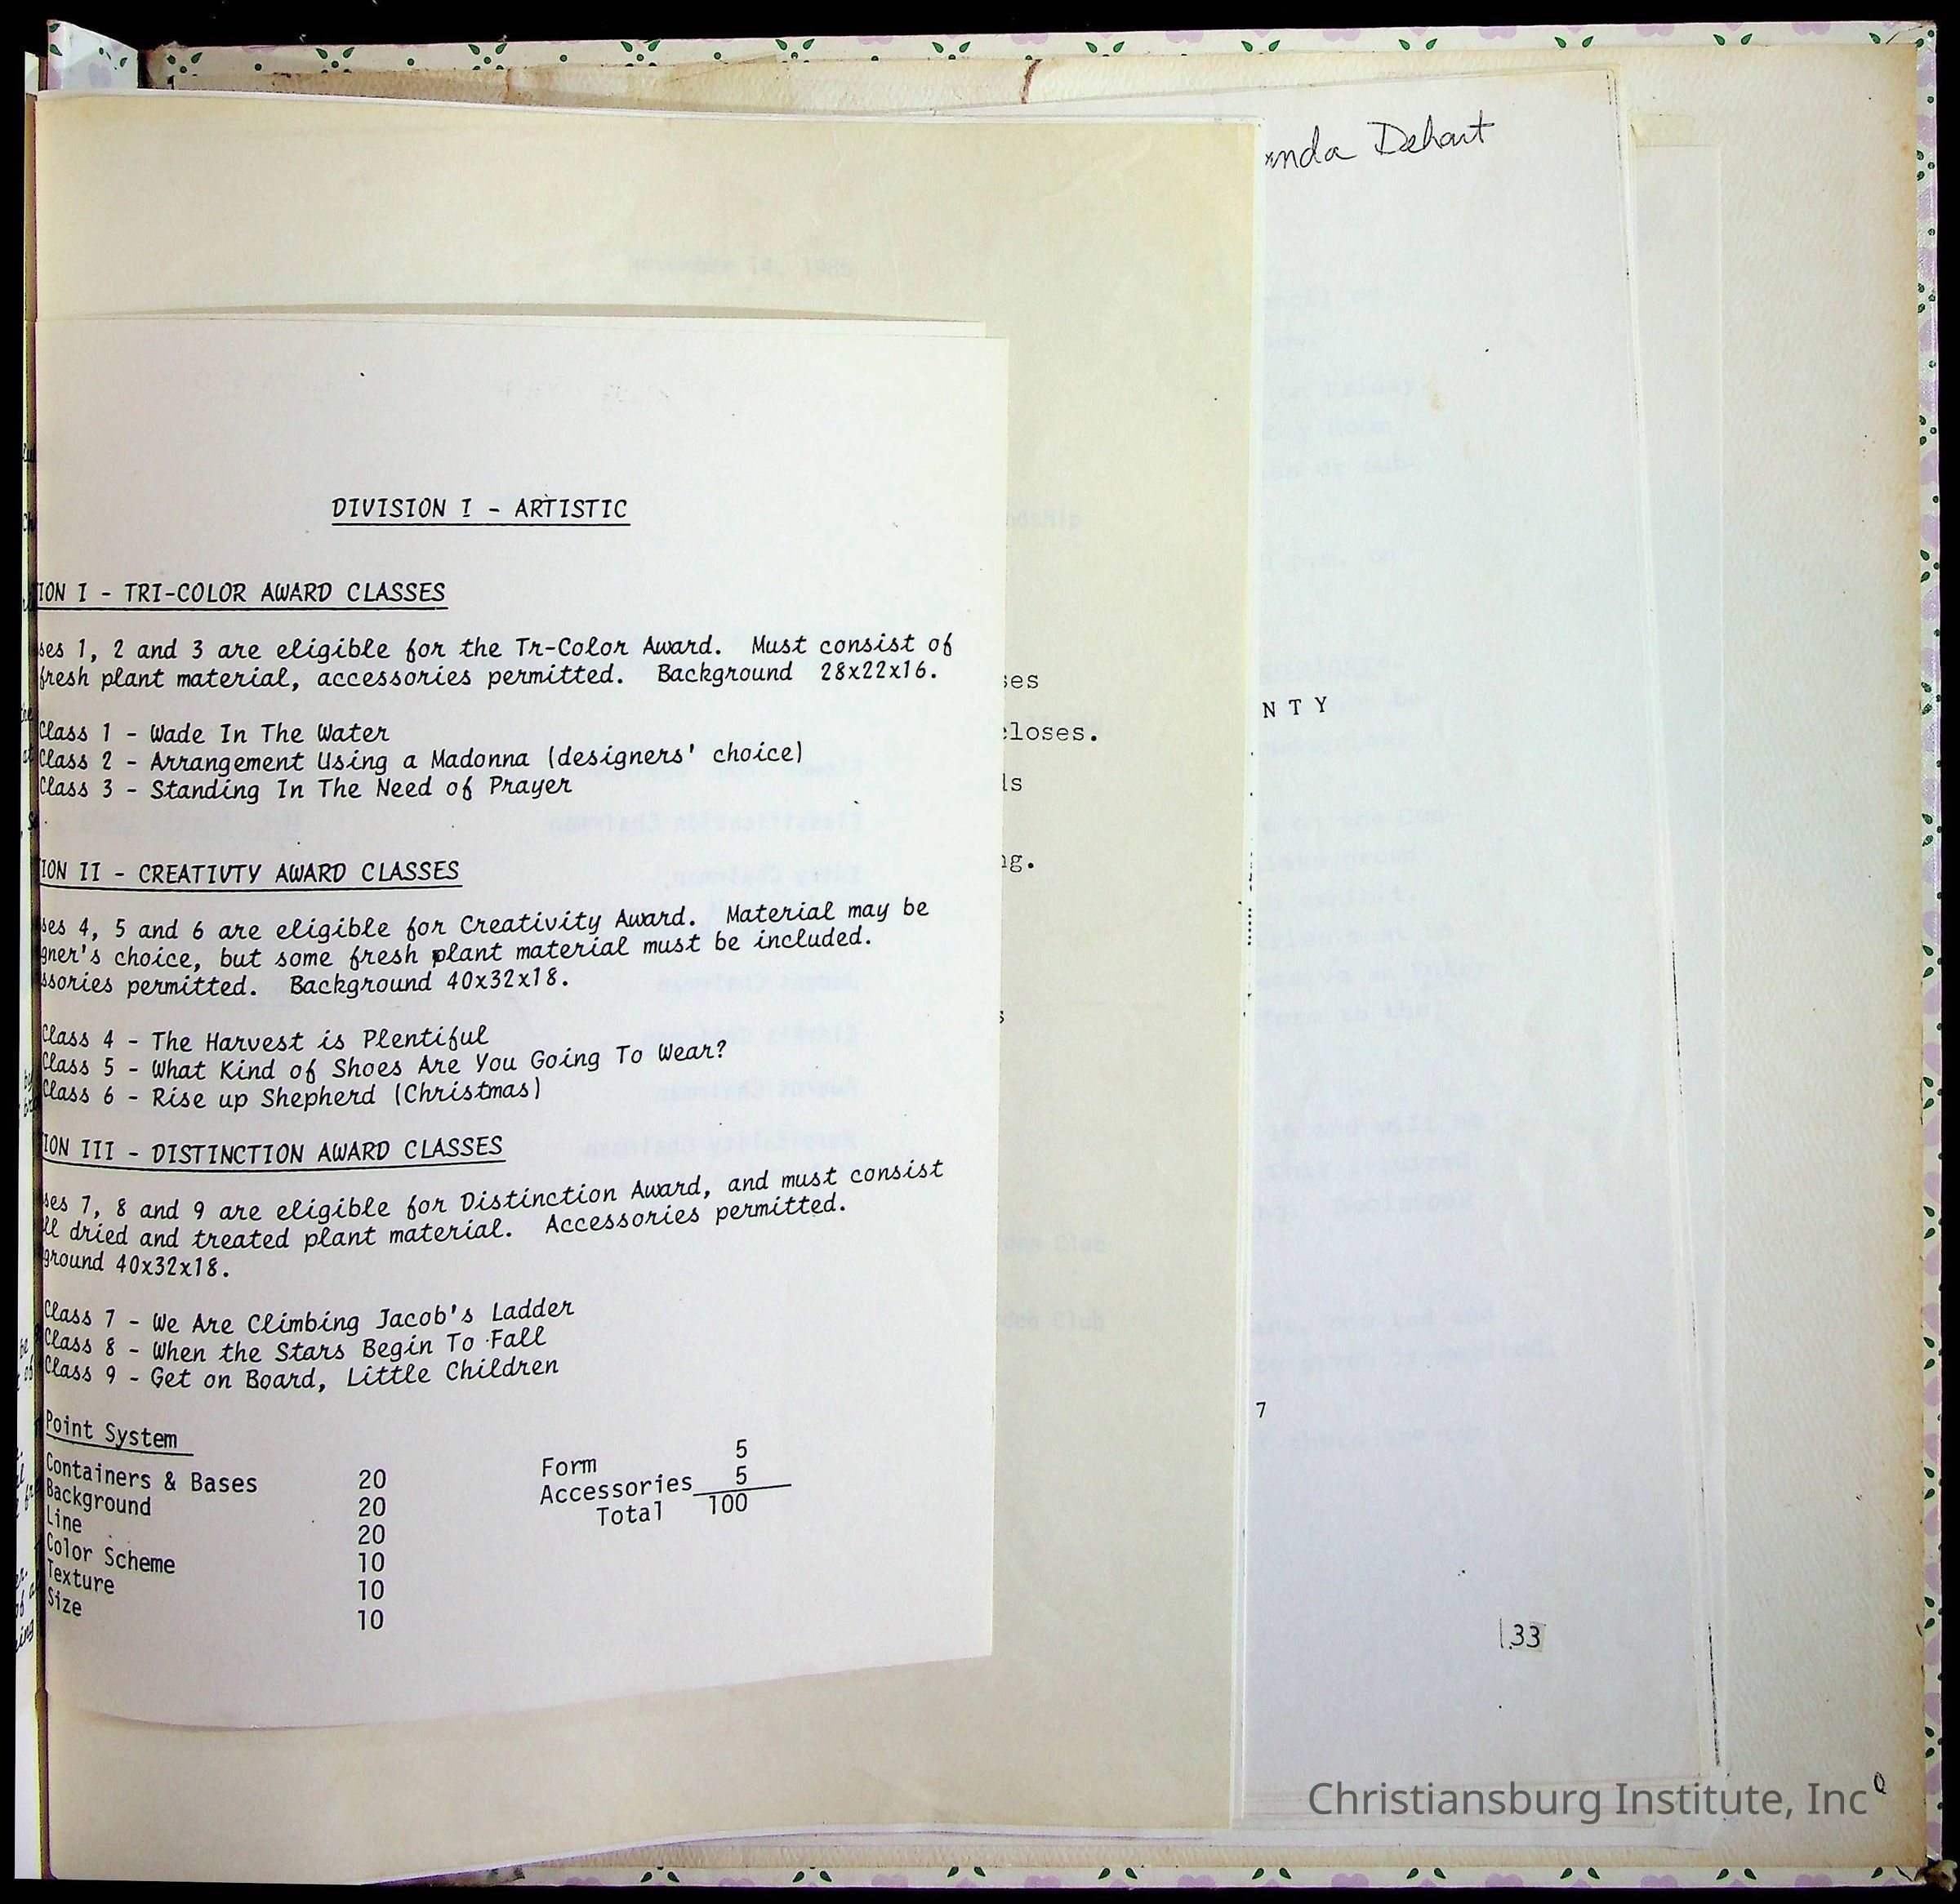 DIVISION I - ARTISTIC
ION I - TRI-COLOR AWARD CLASSES
ses 1, 2 and 3 are eligible for the Tr-Color Award. Must consist of
fresh plant material, accessories permitted. Background 28x22x16.
Class 1 - Wade In The Water
Class 2 - Arrangement Using a Madonna (designers' choice)
Class 3 - Standing In The Need of Prayer
ION II - CREATIVTY AWARD CLASSES
ses 4, 5 and 6 are eligible for Creativity Award. Material may be
gner's choice, but some fresh plant material must be included.
ssories permitted. Background 40x32x18.
Class 4 - The Harvest is Plentiful
Class 5 - What Kind of Shoes Are You Going To Wear?
Class 6 - Rise up Shepherd (Christmas)
ION III - DISTINCTION AWARD CLASSES
ses 7, 8 and 9 are eligible for Distinction Award, and must consist
ll dried and treated plant material. Accessories permitted.
ground 40x32x18.
Class 7 - We Are Climbing Jacob's Ladder
Class 8 - When the Stars Begin To Fall
Class 9 - Get on Board, Little Children
Point System
Containers & Bases 20
Background 20
Line 20
Color Scheme 10
Texture 10
Size 10
Form 5
Accessories 5
Total 100
ses
closes.
ls
ng.
s
anda Dehart
NTY
7
33
Christiansburg Institute, Inc